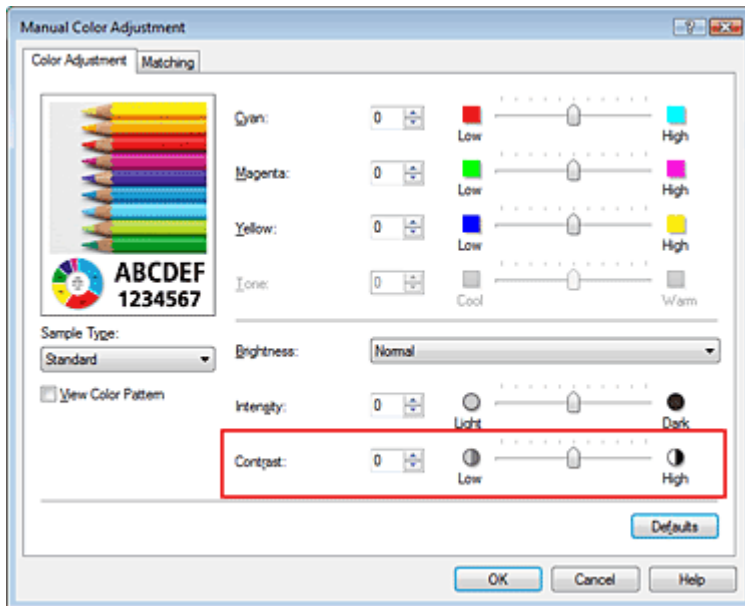 Manual Color Adjustment
Color Adjustment Matching
ABCDEF
1234567
Sample Type:
Standard
View Color Pattern
Cyan: 0 Low High
Magenta: 0 Low High
Yellow: 0 Low High
Tone: 0 Cool Warm
Brightness: Normal
Intensity: 0 Light Dark
Contrast: 0 Low High
Defaults
OK Cancel Help